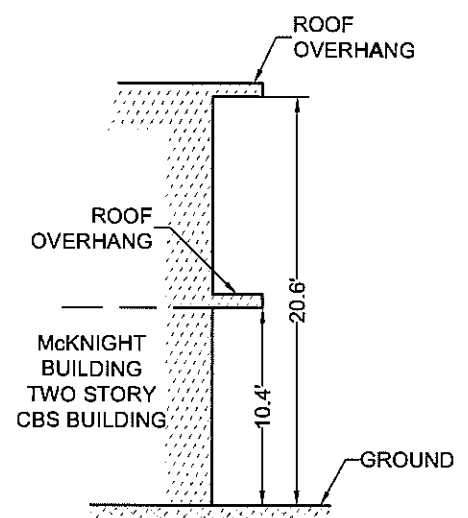 ROOF
OVERHANG
ROOF
OVERHANG
20.6'
McKNIGHT
BUILDING
TWO STORY
CBS BUILDING
10.4'
GROUND